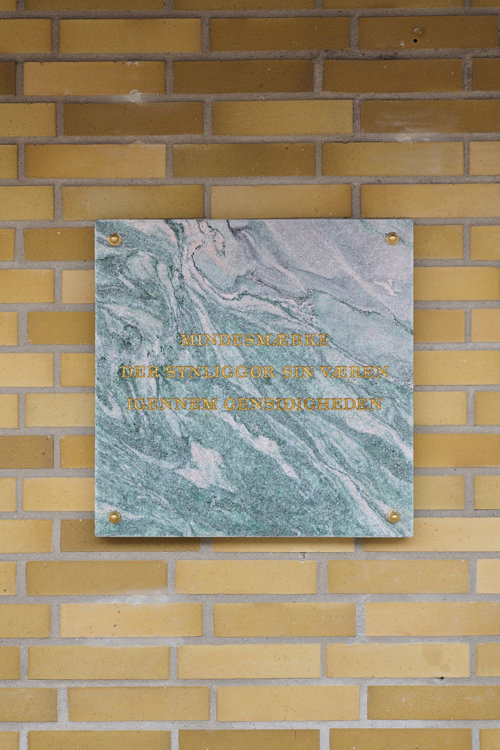 MINDESMÆRKE
DER SYNLIGGØR SIN VÆREN
IGENNEM GENSIDIGHEDEN